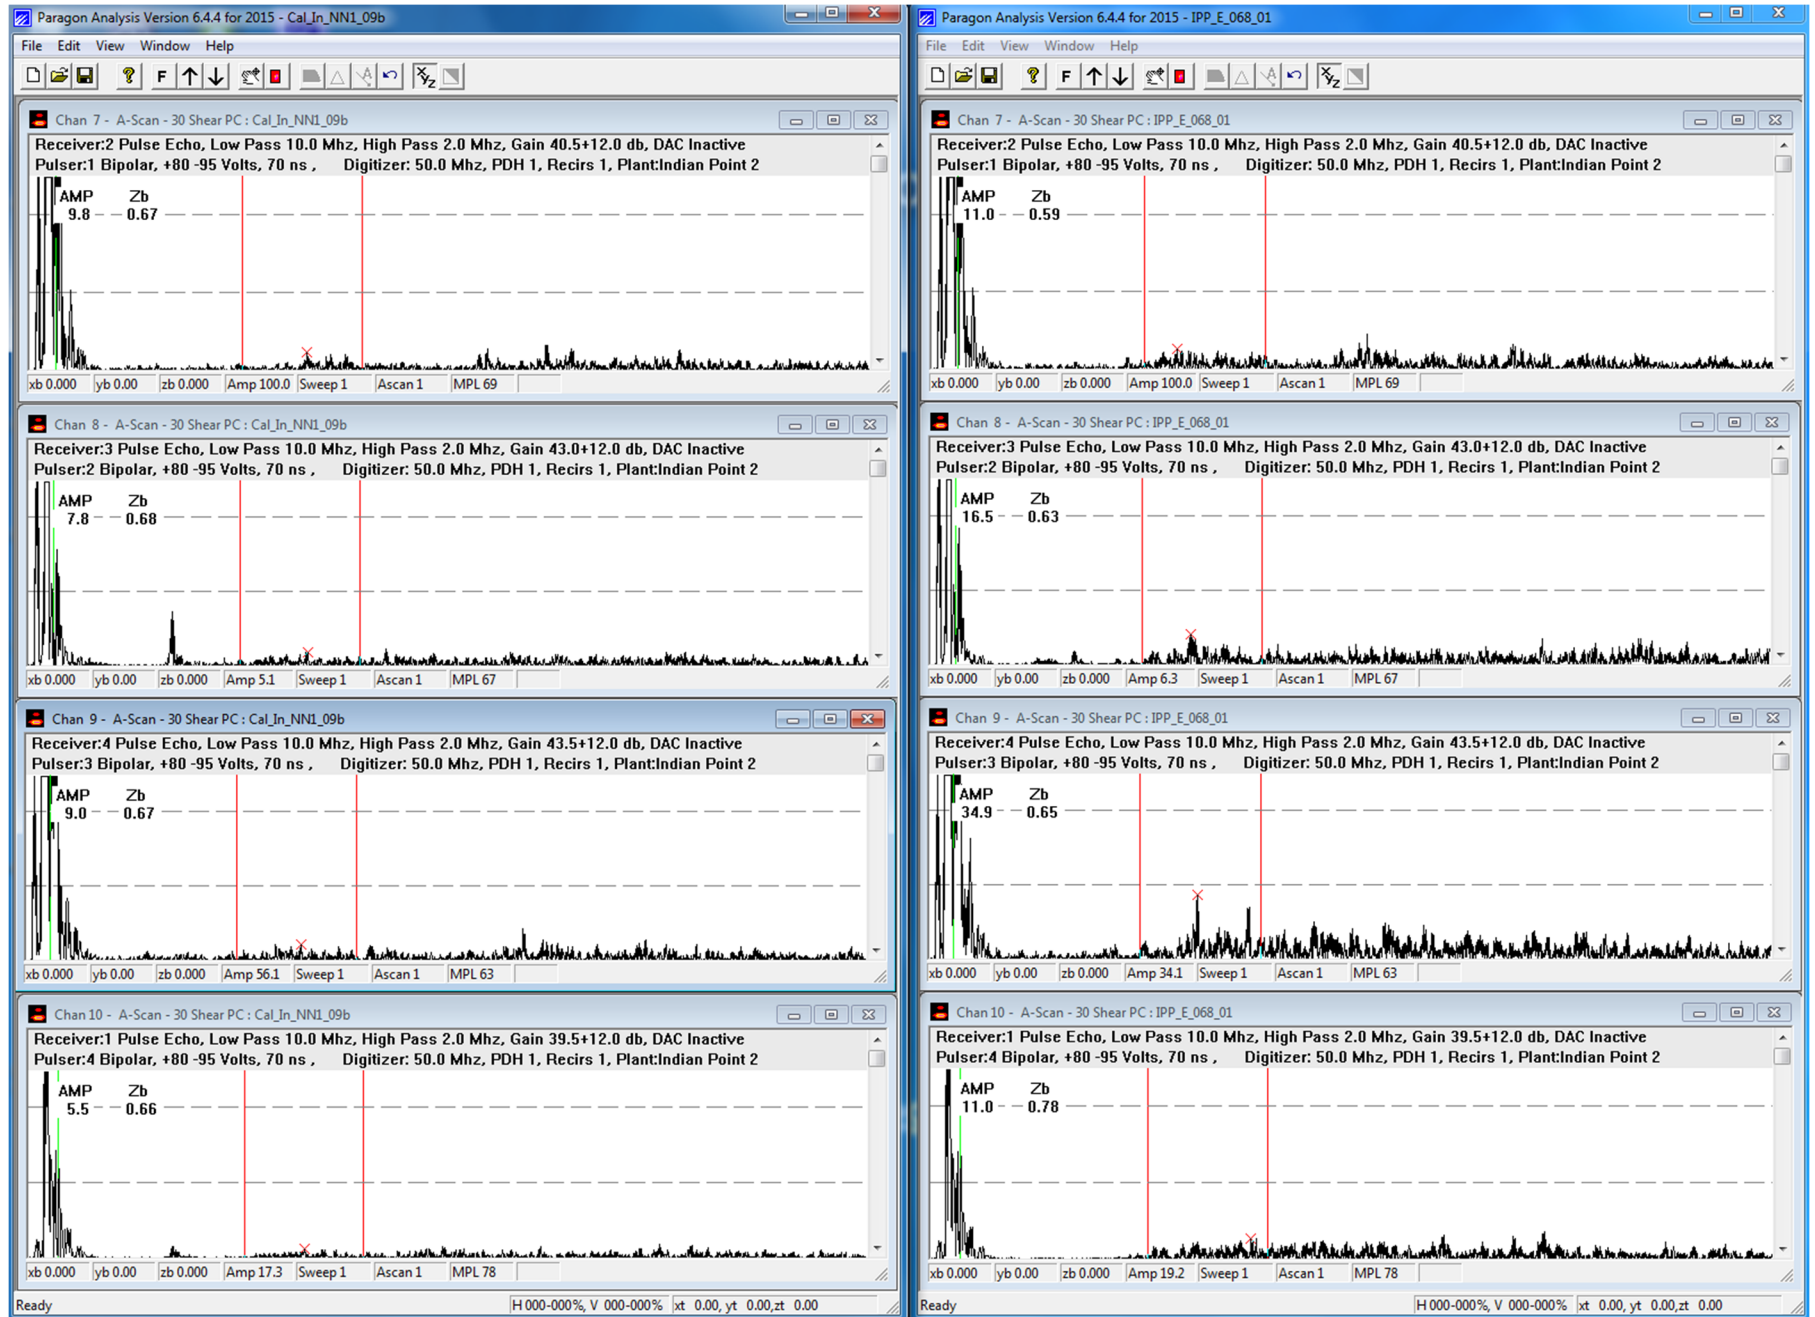 Paragon Analysis Version 6.4.4 for 2015 - Cal_In_NN1_09b
File Edit View Window Help
Chan 7 - A-Scan - 30 Shear PC : Cal_In_NN1_09b
Receiver:2 Pulse Echo, Low Pass 10.0 Mhz, High Pass 2.0 Mhz, Gain 40.5+12.0 db, DAC Inactive
Pulser:1 Bipolar, +80 -95 Volts, 70 ns , Digitizer: 50.0 Mhz, PDH 1, Recirs 1, Plant:Indian Point 2
AMP Zb
9.8 0.67
xb 0.000 yb 0.00 zb 0.000 Amp 100.0 Sweep 1 Ascan 1 MPL 69
Chan 8 - A-Scan - 30 Shear PC : Cal_In_NN1_09b
Receiver:3 Pulse Echo, Low Pass 10.0 Mhz, High Pass 2.0 Mhz, Gain 43.0+12.0 db, DAC Inactive
Pulser:2 Bipolar, +80 -95 Volts, 70 ns , Digitizer: 50.0 Mhz, PDH 1, Recirs 1, Plant:Indian Point 2
AMP Zb
7.8 0.68
xb 0.000 yb 0.00 zb 0.000 Amp 5.1 Sweep 1 Ascan 1 MPL 67
Chan 9 - A-Scan - 30 Shear PC : Cal_In_NN1_09b
Receiver:4 Pulse Echo, Low Pass 10.0 Mhz, High Pass 2.0 Mhz, Gain 43.5+12.0 db, DAC Inactive
Pulser:3 Bipolar, +80 -95 Volts, 70 ns , Digitizer: 50.0 Mhz, PDH 1, Recirs 1, Plant:Indian Point 2
AMP Zb
9.0 0.67
xb 0.000 yb 0.00 zb 0.000 Amp 56.1 Sweep 1 Ascan 1 MPL 63
Chan 10 - A-Scan - 30 Shear PC : Cal_In_NN1_09b
Receiver:1 Pulse Echo, Low Pass 10.0 Mhz, High Pass 2.0 Mhz, Gain 39.5+12.0 db, DAC Inactive
Pulser:4 Bipolar, +80 -95 Volts, 70 ns , Digitizer: 50.0 Mhz, PDH 1, Recirs 1, Plant:Indian Point 2
AMP Zb
5.5 0.66
xb 0.000 yb 0.00 zb 0.000 Amp 17.3 Sweep 1 Ascan 1 MPL 78
Ready H 000-000%, V 000-000% xt 0.00, yt 0.00,zt 0.00
Paragon Analysis Version 6.4.4 for 2015 - IPP_E_068_01
File Edit View Window Help
Chan 7 - A-Scan - 30 Shear PC : IPP_E_068_01
Receiver:2 Pulse Echo, Low Pass 10.0 Mhz, High Pass 2.0 Mhz, Gain 40.5+12.0 db, DAC Inactive
Pulser:1 Bipolar, +80 -95 Volts, 70 ns , Digitizer: 50.0 Mhz, PDH 1, Recirs 1, Plant:Indian Point 2
AMP Zb
11.0 0.59
xb 0.000 yb 0.00 zb 0.000 Amp 100.0 Sweep 1 Ascan 1 MPL 69
Chan 8 - A-Scan - 30 Shear PC : IPP_E_068_01
Receiver:3 Pulse Echo, Low Pass 10.0 Mhz, High Pass 2.0 Mhz, Gain 43.0+12.0 db, DAC Inactive
Pulser:2 Bipolar, +80 -95 Volts, 70 ns , Digitizer: 50.0 Mhz, PDH 1, Recirs 1, Plant:Indian Point 2
AMP Zb
16.5 0.63
xb 0.000 yb 0.00 zb 0.000 Amp 6.3 Sweep 1 Ascan 1 MPL 67
Chan 9 - A-Scan - 30 Shear PC : IPP_E_068_01
Receiver:4 Pulse Echo, Low Pass 10.0 Mhz, High Pass 2.0 Mhz, Gain 43.5+12.0 db, DAC Inactive
Pulser:3 Bipolar, +80 -95 Volts, 70 ns , Digitizer: 50.0 Mhz, PDH 1, Recirs 1, Plant:Indian Point 2
AMP Zb
34.9 0.65
xb 0.000 yb 0.00 zb 0.000 Amp 34.1 Sweep 1 Ascan 1 MPL 63
Chan 10 - A-Scan - 30 Shear PC : IPP_E_068_01
Receiver:1 Pulse Echo, Low Pass 10.0 Mhz, High Pass 2.0 Mhz, Gain 39.5+12.0 db, DAC Inactive
Pulser:4 Bipolar, +80 -95 Volts, 70 ns , Digitizer: 50.0 Mhz, PDH 1, Recirs 1, Plant:Indian Point 2
AMP Zb
11.0 0.78
xb 0.000 yb 0.00 zb 0.000 Amp 19.2 Sweep 1 Ascan 1 MPL 78
Ready H 000-000%, V 000-000% xt 0.00, yt 0.00,zt 0.00